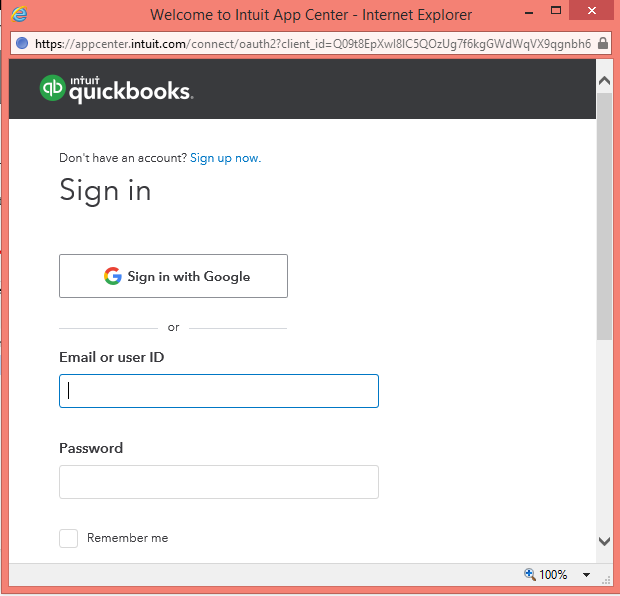 Welcome to Intuit App Center - Internet Explorer
https://appcenter.intuit.com/connect/oauth2?client_id=Q09t8EpXwl8IC5QOzUg7f6kgGWdWqVX9qgnbh6
qb intuit quickbooks.
Don't have an account? Sign up now.
Sign in
G Sign in with Google
or
Email or user ID
Password
Remember me
100%